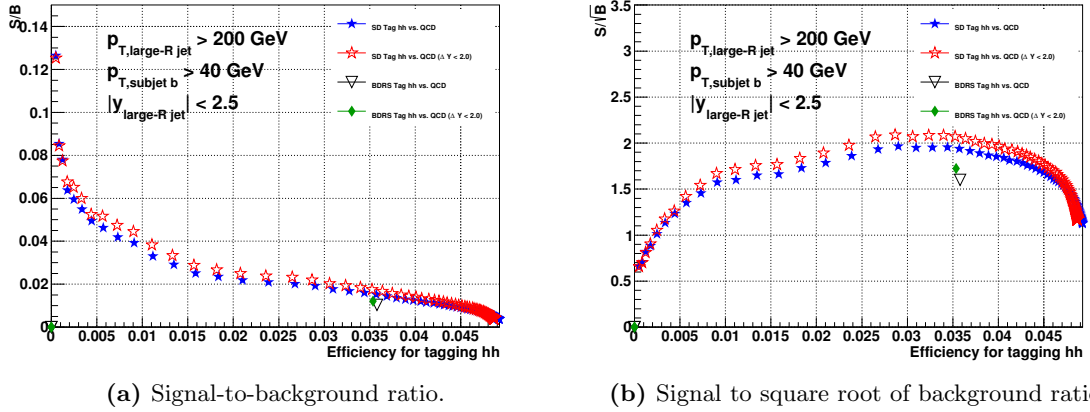 S/B
0.14
0.12
0.1
0.08
0.06
0.04
0.02
0
0 0.005 0.01 0.015 0.02 0.025 0.03 0.035 0.04 0.045
Efficiency for tagging hh
p_T,large-R jet > 200 GeV
p_T,subjet b > 40 GeV
|y_large-R jet| < 2.5
SD Tag hh vs. QCD
SD Tag hh vs. QCD (Δ Y < 2.0)
BDRS Tag hh vs. QCD
BDRS Tag hh vs. QCD (Δ Y < 2.0)
(a) Signal-to-background ratio.
S/√B
3.5
3
2.5
2
1.5
1
0.5
0
0 0.005 0.01 0.015 0.02 0.025 0.03 0.035 0.04 0.045
Efficiency for tagging hh
p_T,large-R jet > 200 GeV
p_T,subjet b > 40 GeV
|y_large-R jet| < 2.5
SD Tag hh vs. QCD
SD Tag hh vs. QCD (Δ Y < 2.0)
BDRS Tag hh vs. QCD
BDRS Tag hh vs. QCD (Δ Y < 2.0)
(b) Signal to square root of background rati